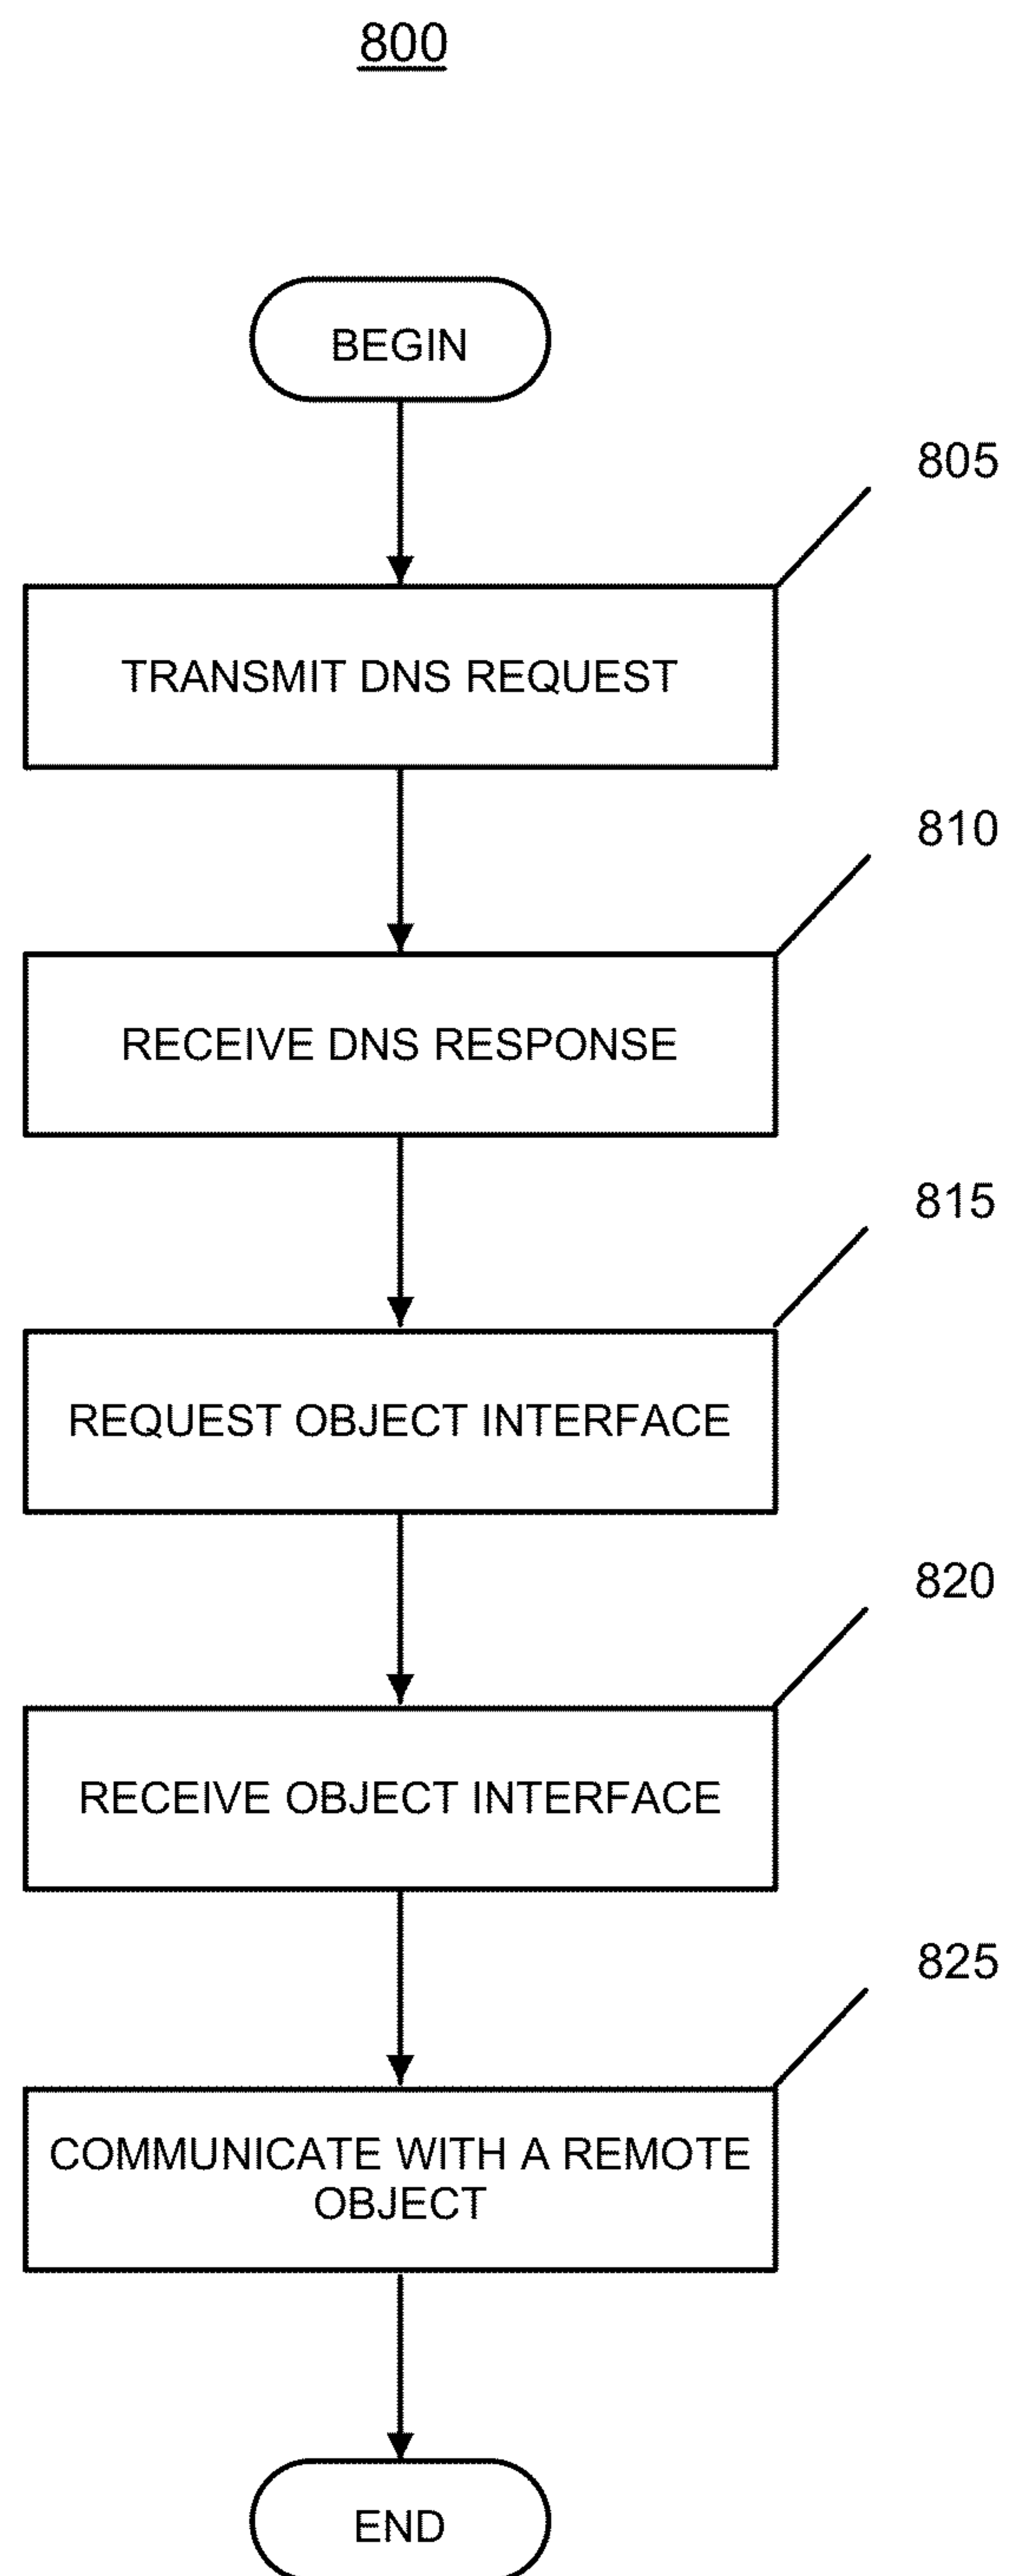 800
BEGIN
805
TRANSMIT DNS REQUEST
810
RECEIVE DNS RESPONSE
815
REQUEST OBJECT INTERFACE
820
RECEIVE OBJECT INTERFACE
825
COMMUNICATE WITH A REMOTE
OBJECT
END